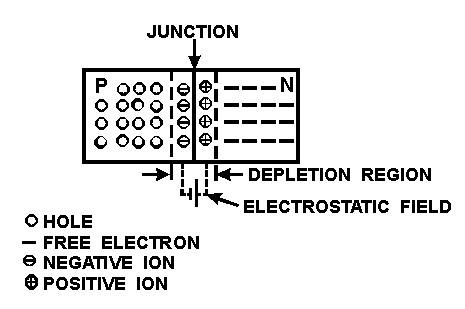 JUNCTION
P N
DEPLETION REGION
ELECTROSTATIC FIELD
HOLE
FREE ELECTRON
NEGATIVE ION
POSITIVE ION